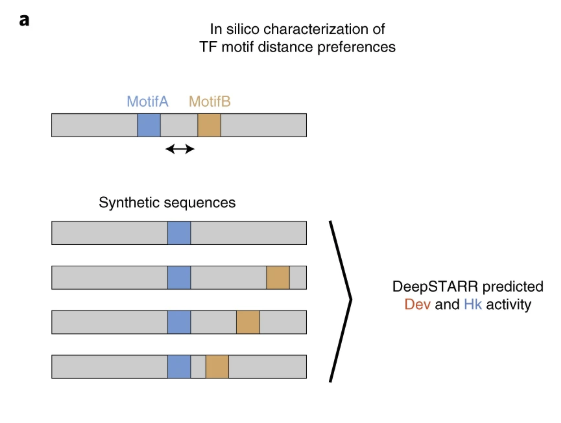 a
In silico characterization of
TF motif distance preferences
MotifA MotifB
Synthetic sequences
DeepSTARR predicted
Dev and Hk activity